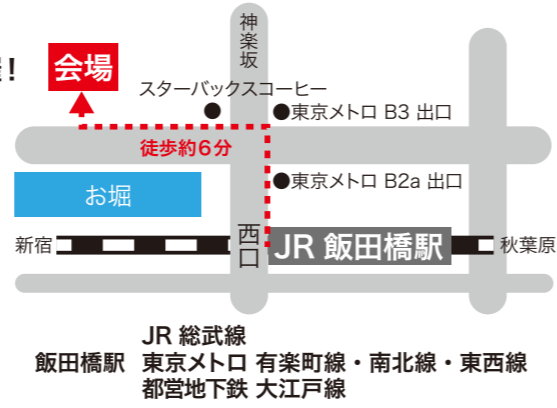 神楽坂
!
会場
スターバックスコーヒー
●東京メトロ B3 出口
徒歩約6分
●東京メトロ B2a 出口
お堀
西口
新宿
JR 飯田橋駅
秋葉原
JR 総武線
飯田橋駅 東京メトロ 有楽町線・南北線・東西線
都営地下鉄 大江戸線